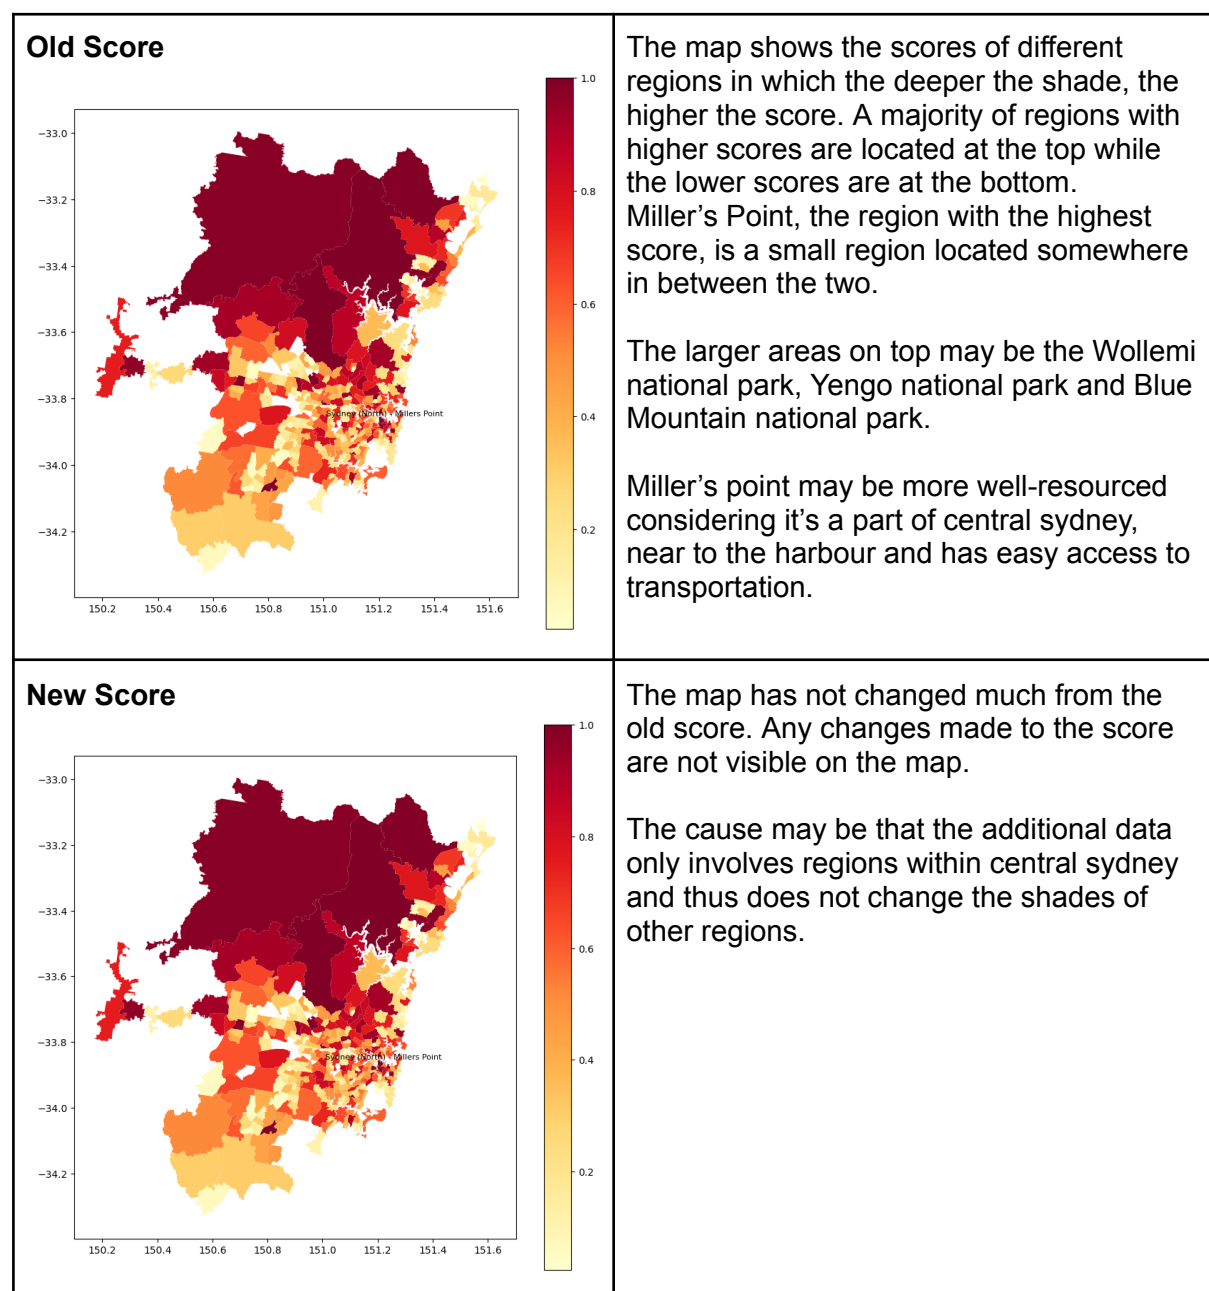 Old Score
1.0
−33.0
−33.2
0.8
−33.4
0.6
−33.6
−33.8
Sydney (North) - Millers Point
0.4
−34.0
−34.2
0.2
150.2 150.4 150.6 150.8 151.0 151.2 151.4 151.6
The map shows the scores of different
regions in which the deeper the shade, the
higher the score. A majority of regions with
higher scores are located at the top while
the lower scores are at the bottom.
Miller’s Point, the region with the highest
score, is a small region located somewhere
in between the two.
The larger areas on top may be the Wollemi
national park, Yengo national park and Blue
Mountain national park.
Miller’s point may be more well-resourced
considering it’s a part of central sydney,
near to the harbour and has easy access to
transportation.
New Score
1.0
−33.0
−33.2
0.8
−33.4
0.6
−33.6
−33.8
Sydney (North) - Millers Point
0.4
−34.0
−34.2
0.2
150.2 150.4 150.6 150.8 151.0 151.2 151.4 151.6
The map has not changed much from the
old score. Any changes made to the score
are not visible on the map.
The cause may be that the additional data
only involves regions within central sydney
and thus does not change the shades of
other regions.